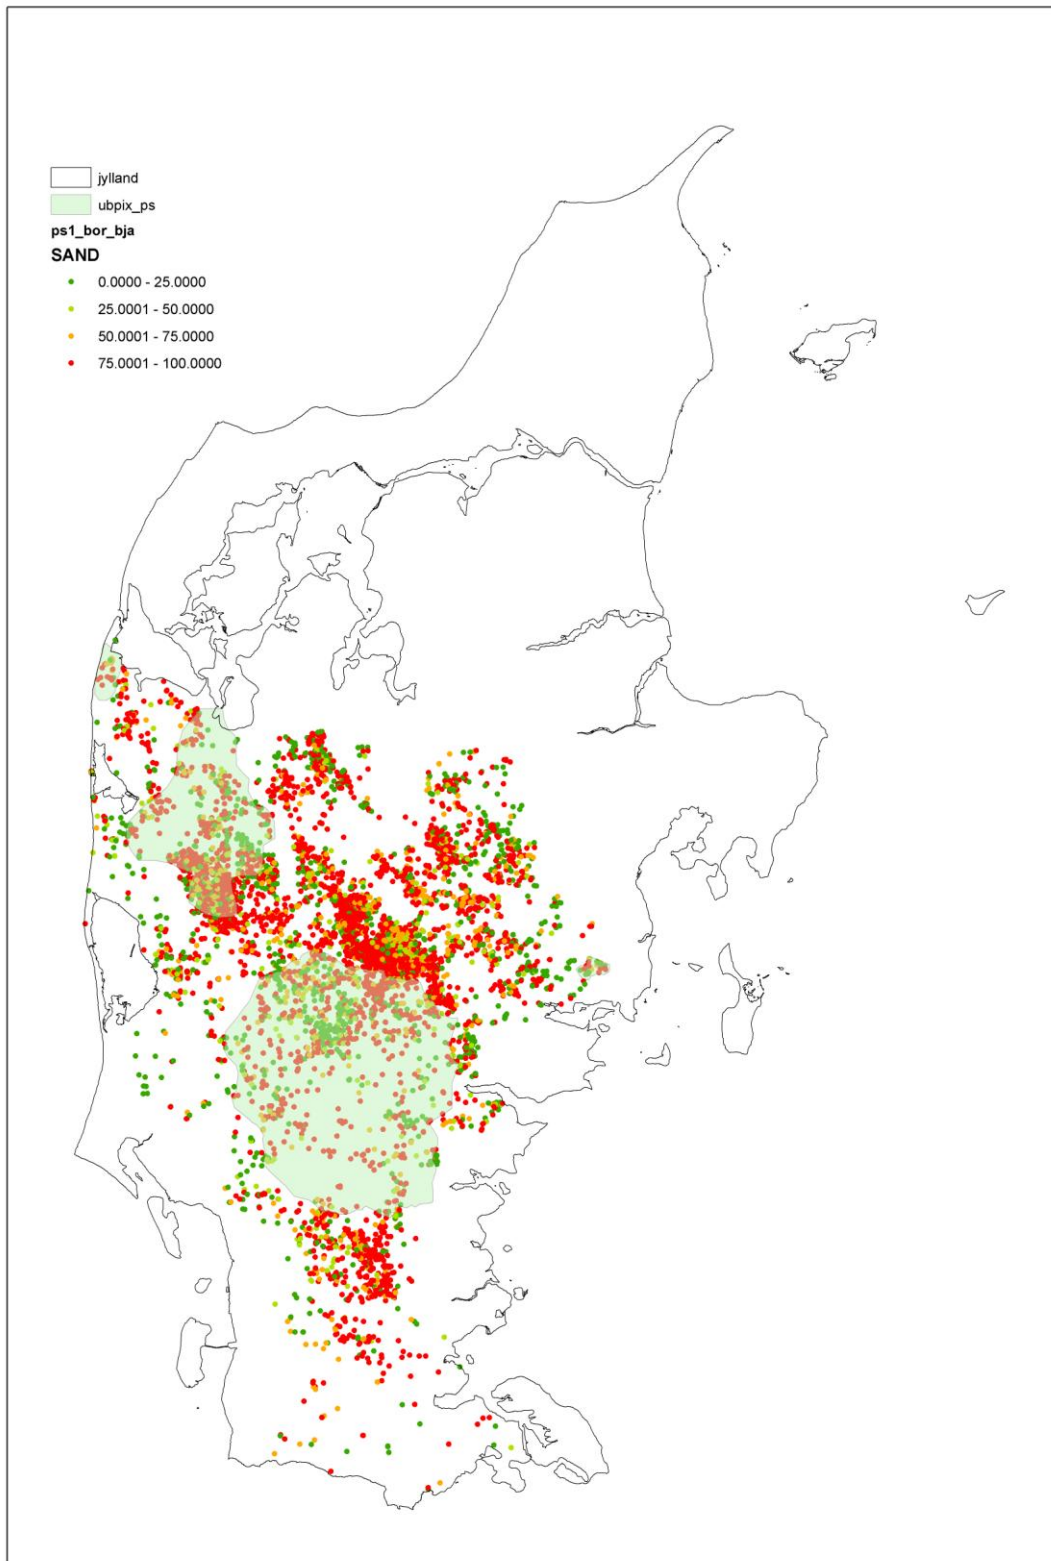 jylland
ubpix_ps
ps1_bor_bja
SAND
0.0000 - 25.0000
25.0001 - 50.0000
50.0001 - 75.0000
75.0001 - 100.0000